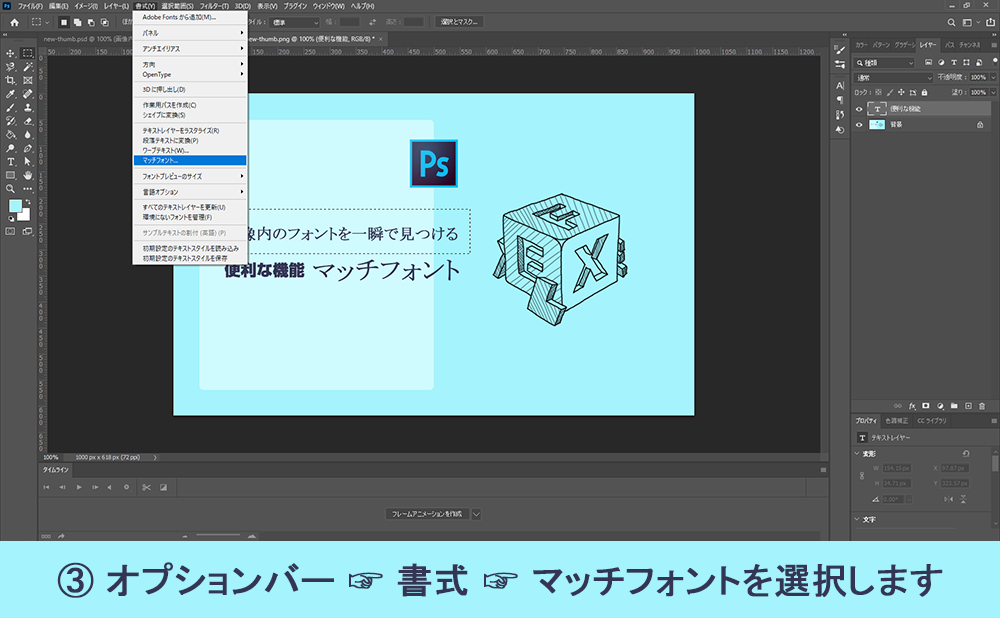 Ps ファイル(F) 編集(E) イメージ(I) レイヤー(L) 書式(Y) 選択範囲(S) フィルター(T) 3D(D) 表示(V) プラグイン ウィンドウ(W) ヘルプ(H)
スタイル： 標準 幅： 高さ： 選択とマスク...
new-thumb.psd @ 100%
new-thumb.png @ 100% (便利な機能, RGB/8) *
Adobe Fonts から追加(M)...
パネル
アンチエイリアス
方向
OpenType
3D に押し出し(D)
作業用パスを作成(C)
シェイプに変換(S)
テキストレイヤーをラスタライズ(R)
段落テキストに変換(P)
ワープテキスト(W)...
マッチフォント...
フォントプレビューのサイズ
言語オプション
すべてのテキストレイヤーを更新(U)
環境にないフォントを管理(F)
サンプルテキストの割付 (英語) (P)
初期設定のテキストスタイルを読み込み
初期設定のテキストスタイルを保存
Ps
像内のフォントを一瞬で見つける
便利な機能 マッチフォント
F
E X
カラー パターン グラデーシ レイヤー パス チャンネル
種類
通常 不透明度： 100%
ロック： 塗り： 100%
T 便利な機能
背景
プロパティ 色調補正 CC ライブラリ
T テキストレイヤー
変形
W X
H Y
0.00°
文字
100% 1000 px x 618 px (72 ppi)
タイムライン
フレームアニメーションを作成
③ オプションバー ☞ 書式 ☞ マッチフォントを選択します